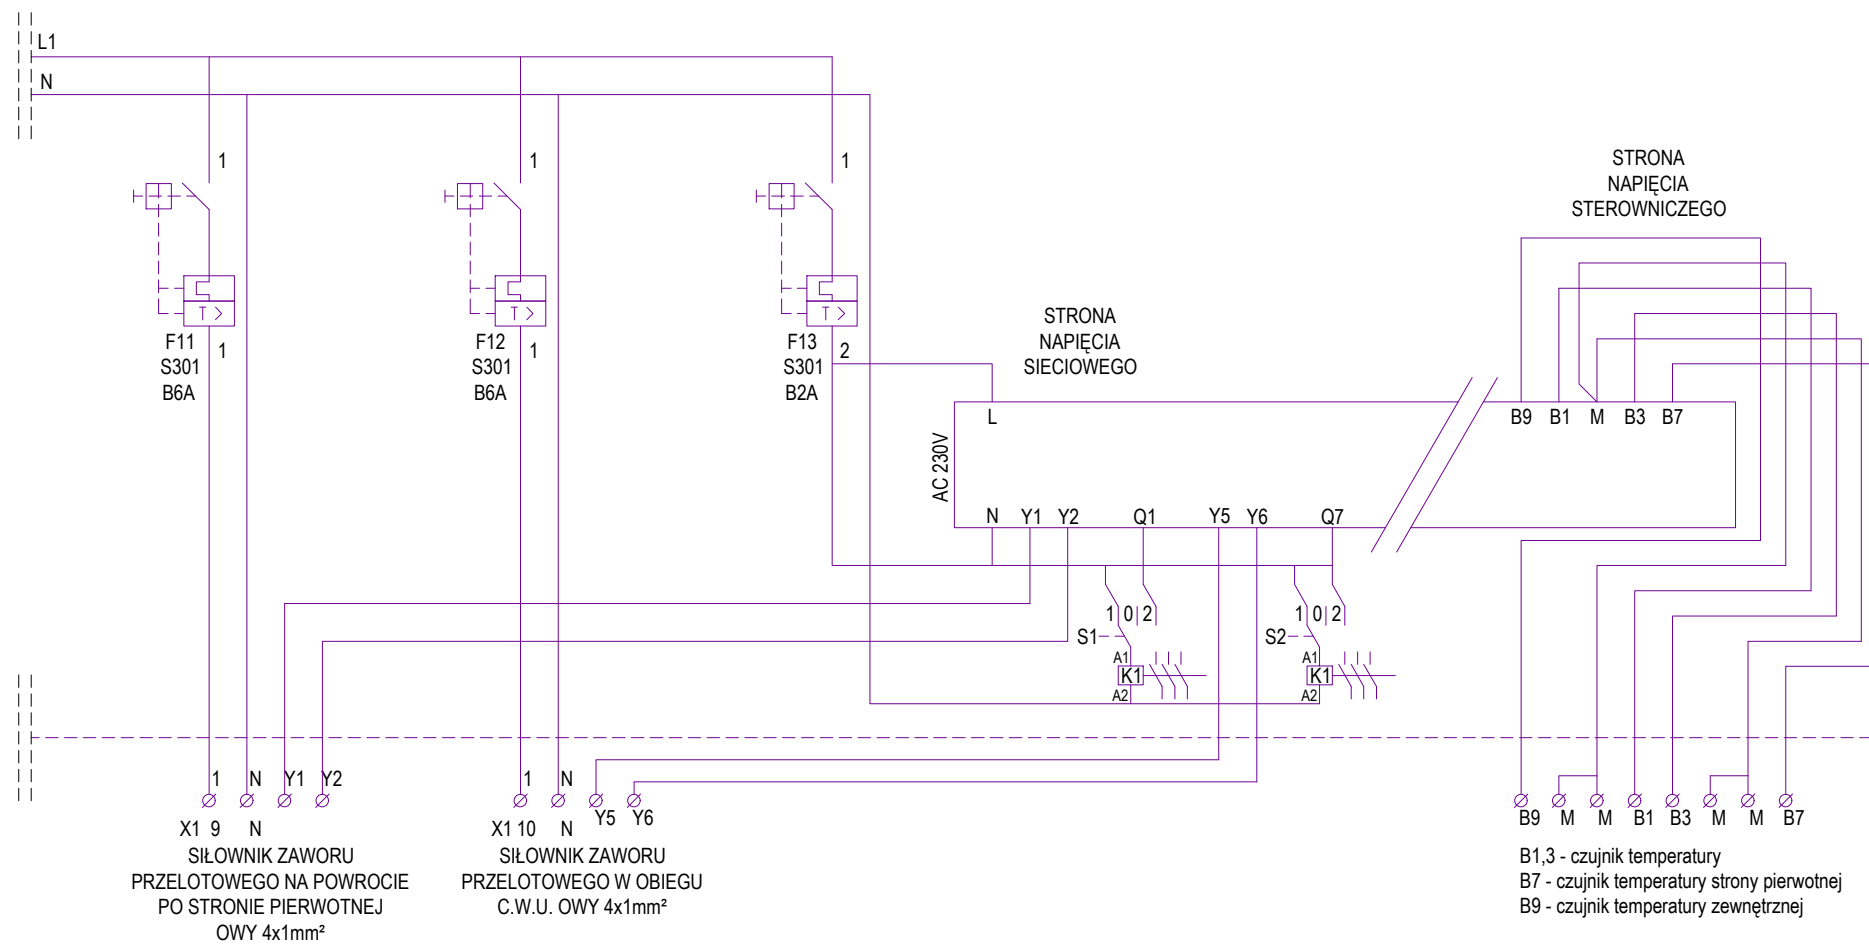 L1
N
1
1
1
STRONA
NAPIĘCIA
STEROWNICZEGO
T >
T >
T >
F11
S301
B6A
1
F12
S301
B6A
1
F13
S301
B2A
2
STRONA
NAPIĘCIA
SIECIOWEGO
AC 230V
L
B9 B1 M B3 B7
N Y1 Y2 Q1 Y5 Y6 Q7
1 0 2
1 0 2
S1
S2
A1
K1
A2
A1
K1
A2
1 N Y1 Y2
1 N
X1 9 N
X1 10 N Y5 Y6
B9 M M B1 B3 M M B7
SIŁOWNIK ZAWORU
PRZELOTOWEGO NA POWROCIE
PO STRONIE PIERWOTNEJ
OWY 4x1mm²
SIŁOWNIK ZAWORU
PRZELOTOWEGO W OBIEGU
C.W.U. OWY 4x1mm²
B1,3 - czujnik temperatury
B7 - czujnik temperatury strony pierwotnej
B9 - czujnik temperatury zewnętrznej